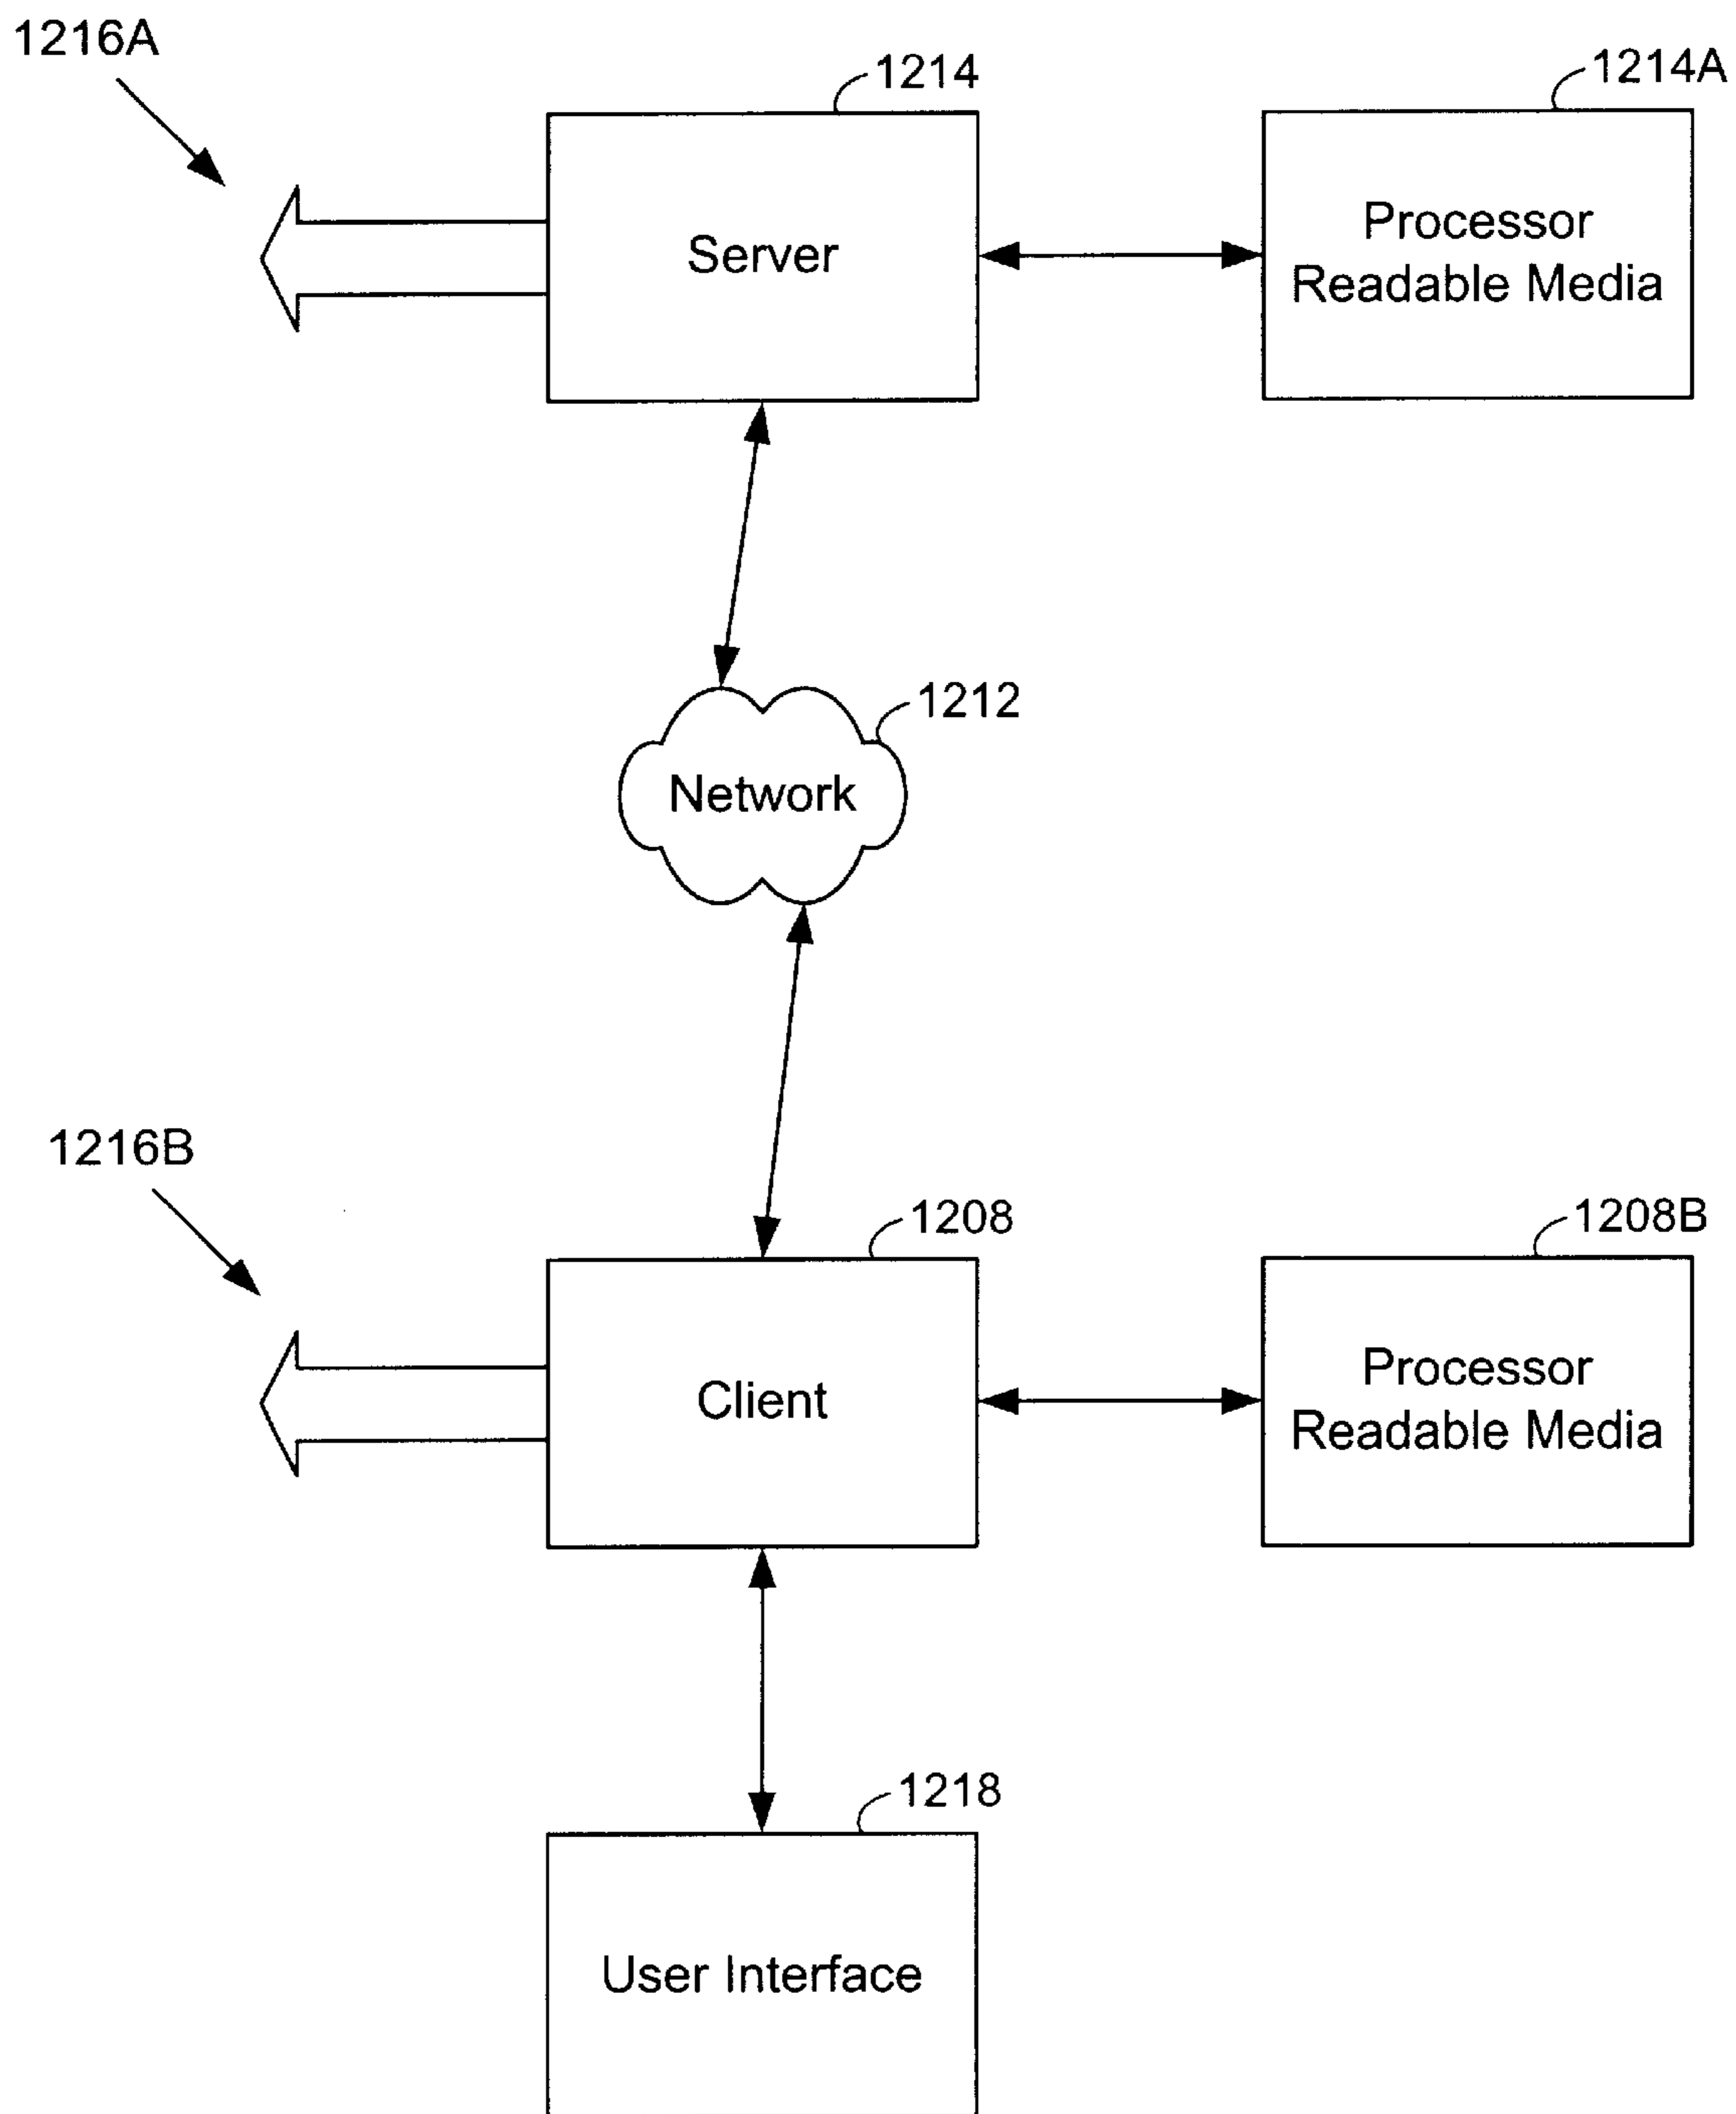 1216A
1214
1214A
Server
Processor
Readable Media
1212
Network
1216B
1208
1208B
Client
Processor
Readable Media
1218
User Interface